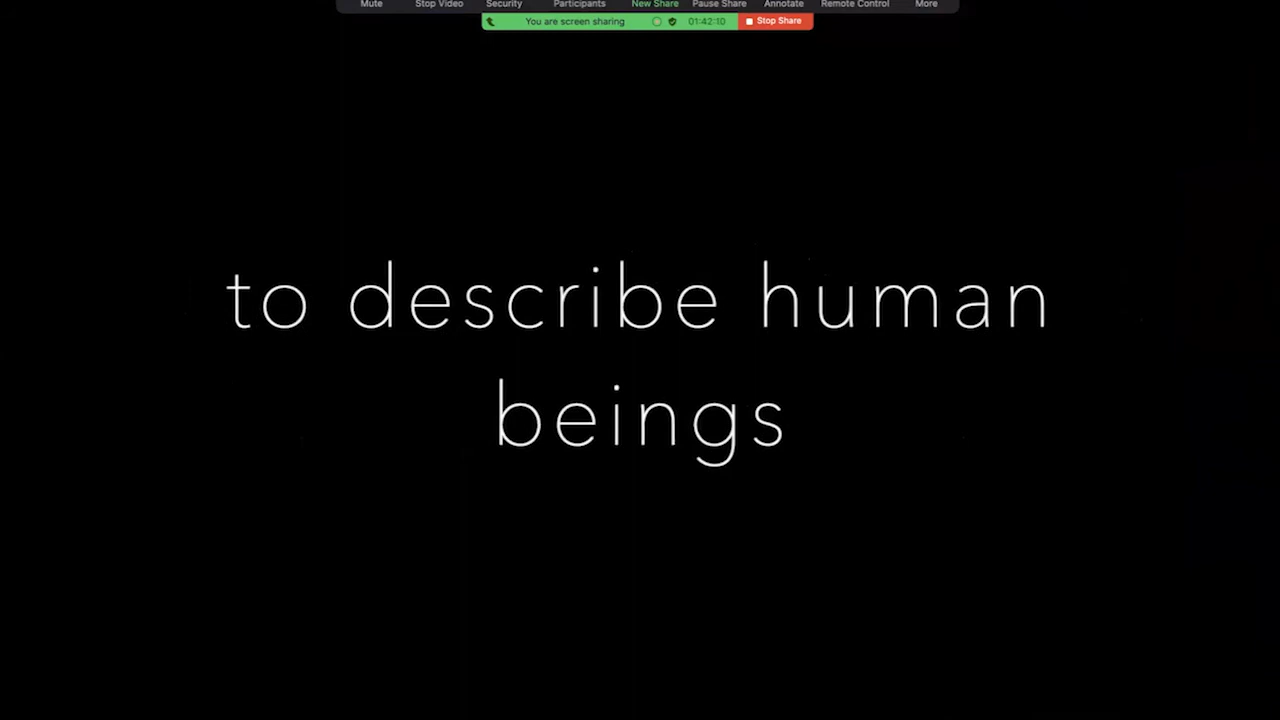 Mute Stop Video Security Participants New Share Pause Share Annotate Remote Control More
You are screen sharing 01:42:10 Stop Share
to describe human
beings